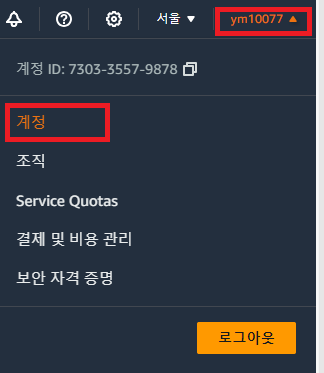 서울 ▼ ym10077 ▲
계정 ID: 7303-3557-9878
계정
조직
Service Quotas
결제 및 비용 관리
보안 자격 증명
로그아웃